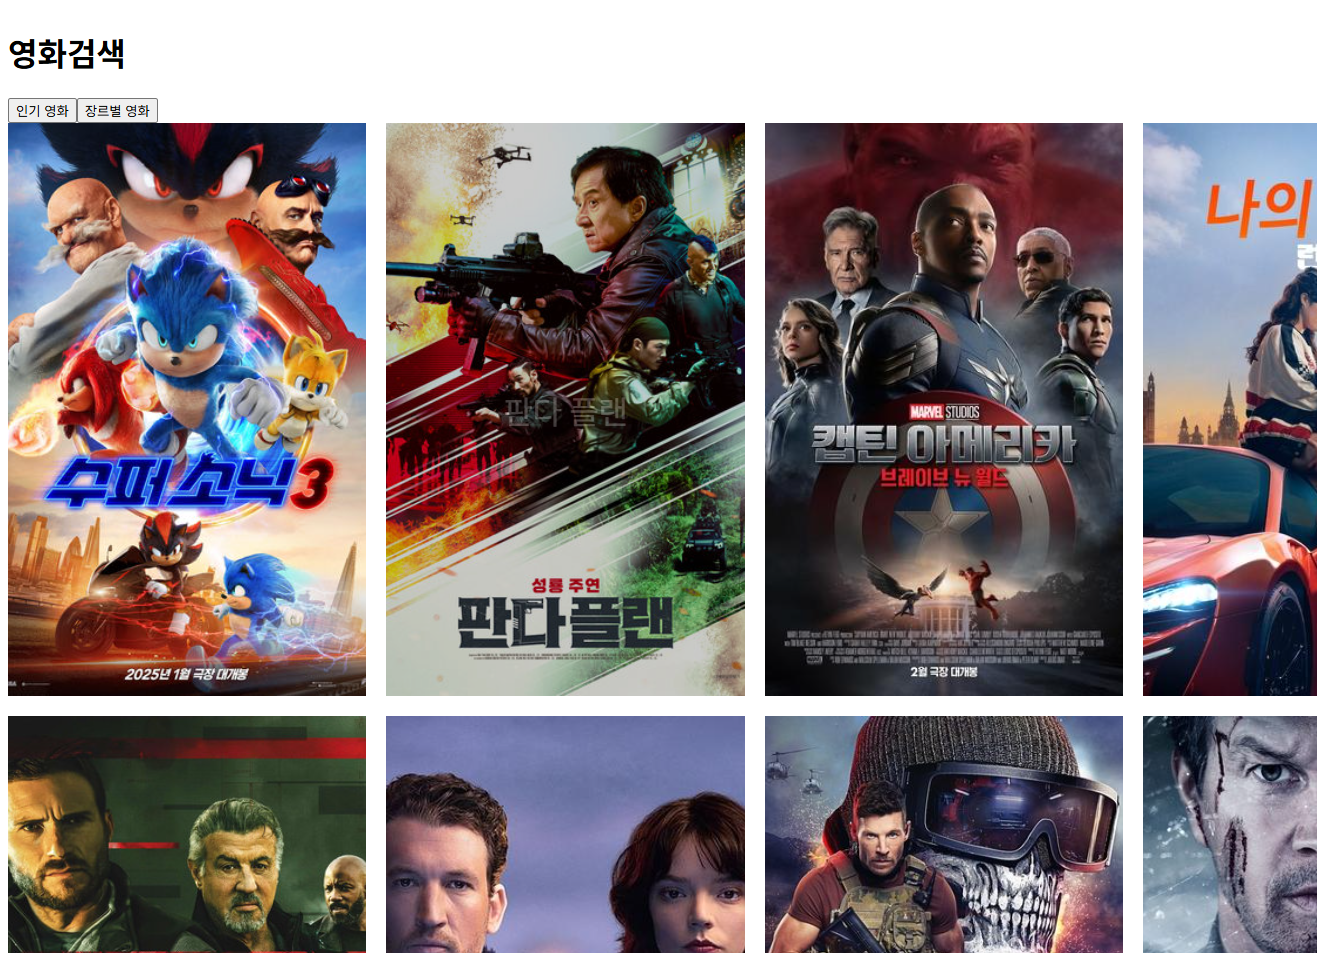 영화검색
인기 영화
장르별 영화
수퍼 소닉 3
2025년 1월 극장 대개봉
판다 플랜
성룡 주연
판다플랜
MARVEL STUDIOS
캡틴 아메리카
브레이브 뉴 월드
2월 극장 대개봉
나의